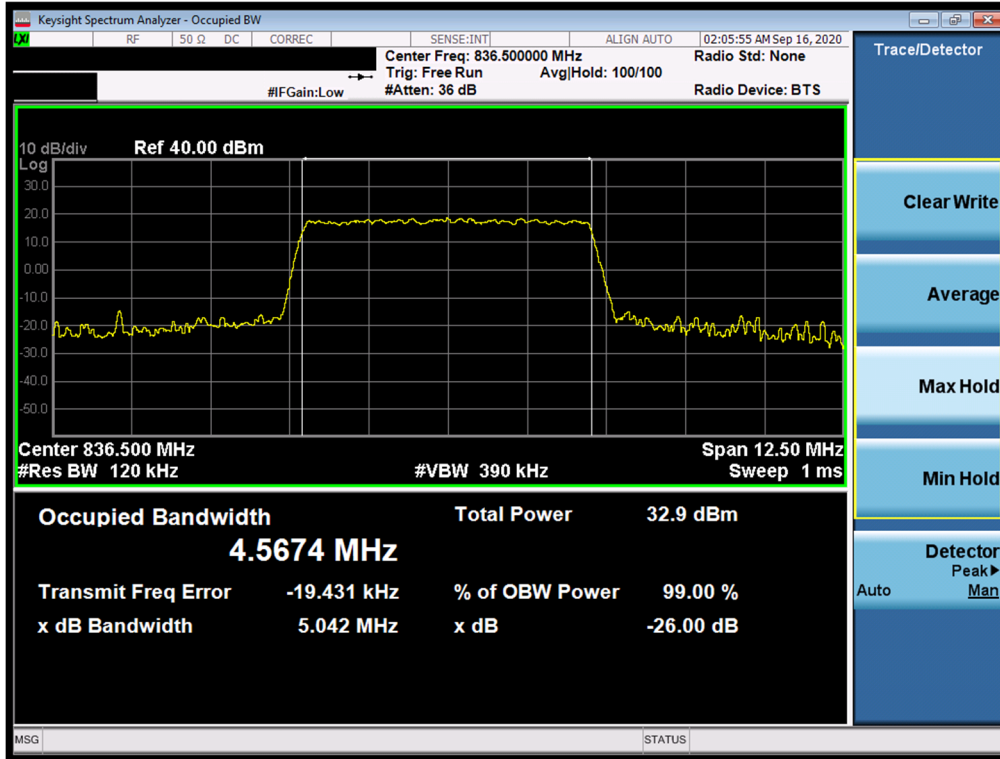 Keysight Spectrum Analyzer - Occupied BW
LXI RF 50 Ω DC CORREC SENSE:INT ALIGN AUTO 02:05:55 AM Sep 16, 2020
Center Freq: 836.500000 MHz Radio Std: None
Trig: Free Run Avg|Hold: 100/100
#IFGain:Low #Atten: 36 dB Radio Device: BTS
10 dB/div Ref 40.00 dBm
Log
30.0
20.0
10.0
0.00
-10.0
-20.0
-30.0
-40.0
-50.0
Center 836.500 MHz Span 12.50 MHz
#Res BW 120 kHz #VBW 390 kHz Sweep 1 ms
Occupied Bandwidth Total Power 32.9 dBm
4.5674 MHz
Transmit Freq Error -19.431 kHz % of OBW Power 99.00 %
x dB Bandwidth 5.042 MHz x dB -26.00 dB
MSG STATUS
Trace/Detector
Clear Write
Average
Max Hold
Min Hold
Detector
Peak▶
Auto Man